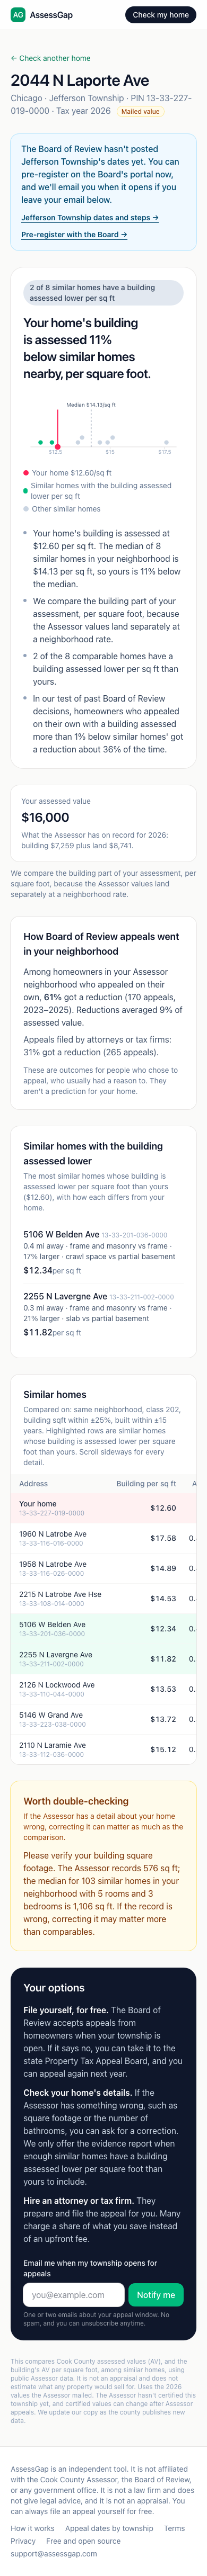 AG AssessGap
Check my home
← Check another home
2044 N Laporte Ave
Chicago · Jefferson Township · PIN 13-33-227-
019-0000 · Tax year 2026 Mailed value
The Board of Review hasn't posted
Jefferson Township's dates yet. You can
pre-register on the Board's portal now,
and we'll email you when it opens if you
leave your email below.
Jefferson Township dates and steps →
Pre-register with the Board →
2 of 8 similar homes have a building
assessed lower per sq ft
Your home's building
is assessed 11%
below similar homes
nearby, per square foot.
Median $14.13/sq ft
$12.5 $15 $17.5
Your home $12.60/sq ft
Similar homes with the building assessed
lower per sq ft
Other similar homes
Your home's building is assessed at
$12.60 per sq ft. The median of 8
similar homes in your neighborhood is
$14.13 per sq ft, so yours is 11% below
the median.
We compare the building part of your
assessment, per square foot, because
the Assessor values land separately at
a neighborhood rate.
2 of the 8 comparable homes have a
building assessed lower per sq ft than
yours.
In our test of past Board of Review
decisions, homeowners who appealed
on their own with a building assessed
more than 1% below similar homes' got
a reduction about 36% of the time.
Your assessed value
$16,000
What the Assessor has on record for 2026:
building $7,259 plus land $8,741.
We compare the building part of your assessment, per
square foot, because the Assessor values land
separately at a neighborhood rate.
How Board of Review appeals went
in your neighborhood
Among homeowners in your Assessor
neighborhood who appealed on their
own, 61% got a reduction (170 appeals,
2023–2025). Reductions averaged 9% of
assessed value.
Appeals filed by attorneys or tax firms:
31% got a reduction (265 appeals).
These are outcomes for people who chose to
appeal, who usually had a reason to. They
aren't a prediction for your home.
Similar homes with the building
assessed lower
The most similar homes whose building is
assessed lower per square foot than yours
($12.60), with how each differs from your
home.
5106 W Belden Ave 13-33-201-036-0000
0.4 mi away · frame and masonry vs frame ·
17% larger · crawl space vs partial basement
$12.34per sq ft
2255 N Lavergne Ave 13-33-211-002-0000
0.3 mi away · frame and masonry vs frame ·
21% larger · slab vs partial basement
$11.82per sq ft
Similar homes
Compared on: same neighborhood, class 202,
building sqft within ±25%, built within ±15
years. Highlighted rows are similar homes
whose building is assessed lower per square
foot than yours. Scroll sideways for every
detail.
Address Building per sq ft A
Your home
13-33-227-019-0000 $12.60
1960 N Latrobe Ave
13-33-116-016-0000 $17.58 0.
1958 N Latrobe Ave
13-33-116-026-0000 $14.89 0.
2215 N Latrobe Ave Hse
13-33-108-014-0000 $14.53 0.
5106 W Belden Ave
13-33-201-036-0000 $12.34 0.
2255 N Lavergne Ave
13-33-211-002-0000 $11.82 0.
2126 N Lockwood Ave
13-33-110-044-0000 $13.53 0.
5146 W Grand Ave
13-33-223-038-0000 $13.72 0.
2110 N Laramie Ave
13-33-112-036-0000 $15.12 0.
Worth double-checking
If the Assessor has a detail about your home
wrong, correcting it can matter as much as the
comparison.
Please verify your building square
footage. The Assessor records 576 sq ft;
the median for 103 similar homes in your
neighborhood with 5 rooms and 3
bedrooms is 1,106 sq ft. If the record is
wrong, correcting it may matter more
than comparables.
Your options
File yourself, for free. The Board of
Review accepts appeals from
homeowners when your township is
open. If it says no, you can take it to the
state Property Tax Appeal Board, and you
can appeal again next year.
Check your home's details. If the
Assessor has something wrong, such as
square footage or the number of
bathrooms, you can ask for a correction.
We only offer the evidence report when
enough similar homes have a building
assessed lower per square foot than
yours to include.
Hire an attorney or tax firm. They
prepare and file the appeal for you. Many
charge a share of what you save instead
of an upfront fee.
Email me when my township opens for
appeals
you@example.com
Notify me
One or two emails about your appeal window. No
spam, and you can unsubscribe anytime.
This compares Cook County assessed values (AV), and the
building's AV per square foot, among similar homes, using
public Assessor data. It is not an appraisal and does not
estimate what any property would sell for. Uses the 2026
values the Assessor mailed. The Assessor hasn't certified this
township yet, and certified values can change after Assessor
appeals. We update our copy as the county publishes new
data.
AssessGap is an independent tool. It is not affiliated
with the Cook County Assessor, the Board of Review,
or any government office. It is not a law firm and does
not give legal advice, and it is not an appraisal. You
can always file an appeal yourself for free.
How it works Appeal dates by township Terms
Privacy Free and open source
support@assessgap.com